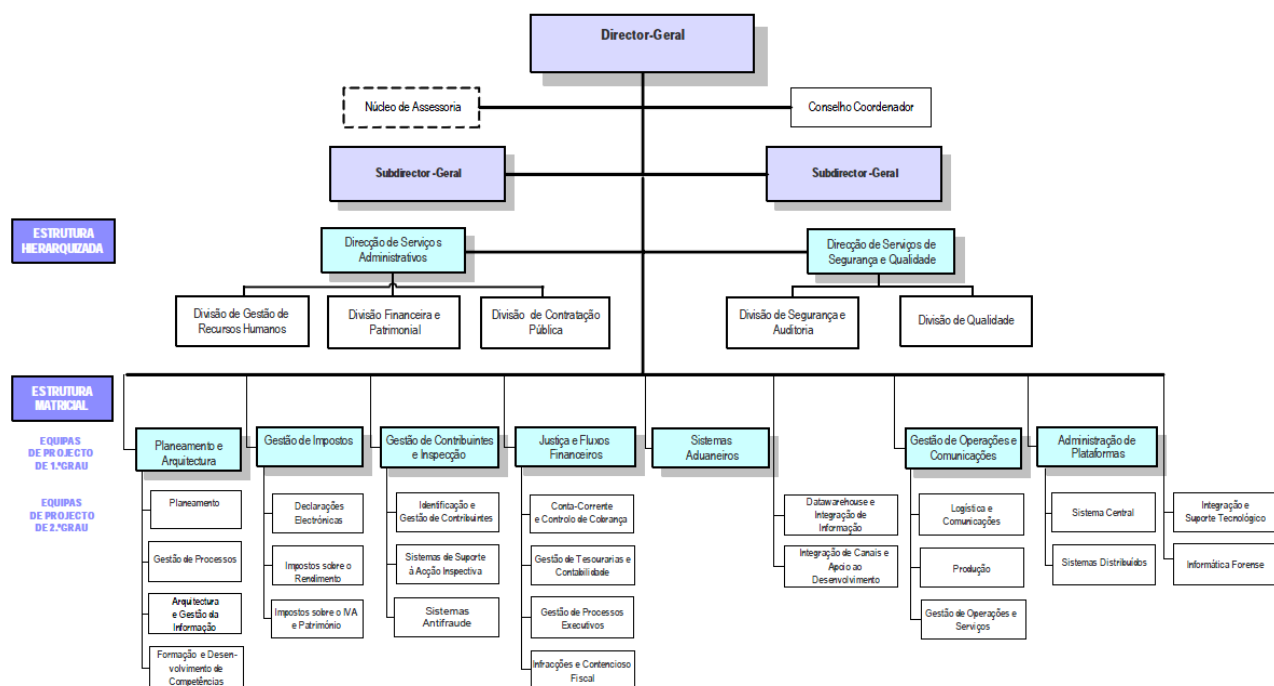 Director-Geral
Núcleo de Assessoria
Conselho Coordenador
Subdirector-Geral
Subdirector-Geral
ESTRUTURA
HIERARQUIZADA
Direcção de Serviços
Administrativos
Direcção de Serviços de
Segurança e Qualidade
Divisão de Gestão de
Recursos Humanos
Divisão Financeira e
Patrimonial
Divisão de Contratação
Pública
Divisão de Segurança e
Auditoria
Divisão de Qualidade
ESTRUTURA
MATRICIAL
EQUIPAS
DE PROJECTO
DE 1.ºGRAU
Planeamento e
Arquitectura
Gestão de Impostos
Gestão de Contribuintes
e Inspecção
Justiça e Fluxos
Financeiros
Sistemas
Aduaneiros
Gestão de Operações e
Comunicações
Administração de
Plataformas
EQUIPAS
DE PROJECTO
DE 2.ºGRAU
Planeamento
Gestão de Processos
Arquitectura
e Gestão da
Informação
Formação e Desen-
volvimento de
Competências
Declarações
Electrónicas
Impostos sobre o
Rendimento
Impostos sobre o IVA
e Património
Identificação e
Gestão de Contribuintes
Sistemas de Suporte
á Acção Inspectiva
Sistemas
Antifraude
Conta-Corrente
e Controlo de Cobrança
Gestão de Tesourarias e
Contabilidade
Gestão de Processos
Executivos
Infracções e Contencioso
Fiscal
Datawarehouse e
Integração de
Informação
Integração de Canais e
Apoio ao
Desenvolvimento
Logística e
Comunicações
Produção
Gestão de Operações e
Serviços
Sistema Central
Sistemas Distribuídos
Integração e
Suporte Tecnológico
Informática Forense